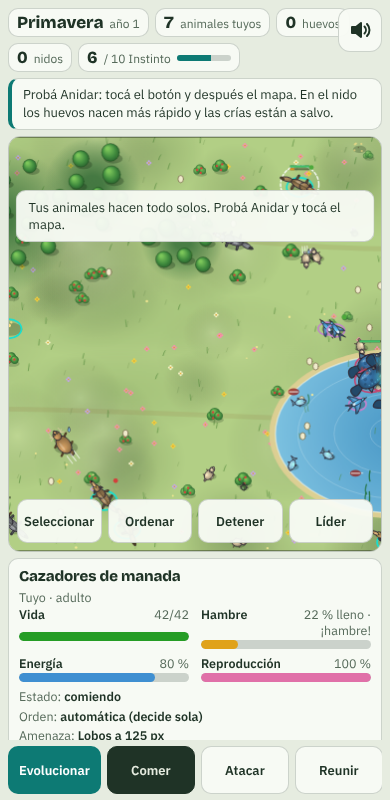 Primavera año 1
7 animales tuyos
0 huevos
0 nidos
6 / 10 Instinto
Probá Anidar: tocá el botón y después el mapa. En el nido
los huevos nacen más rápido y las crías están a salvo.
Tus animales hacen todo solos. Probá Anidar y tocá el
mapa.
Seleccionar
Ordenar
Detener
Líder
Cazadores de manada
Tuyo · adulto
Vida 42/42
Hambre 22 % lleno ·
¡hambre!
Energía 80 %
Reproducción 100 %
Estado: comiendo
Orden: automática (decide sola)
Amenaza: Lobos a 125 px
Evolucionar
Comer
Atacar
Reunir